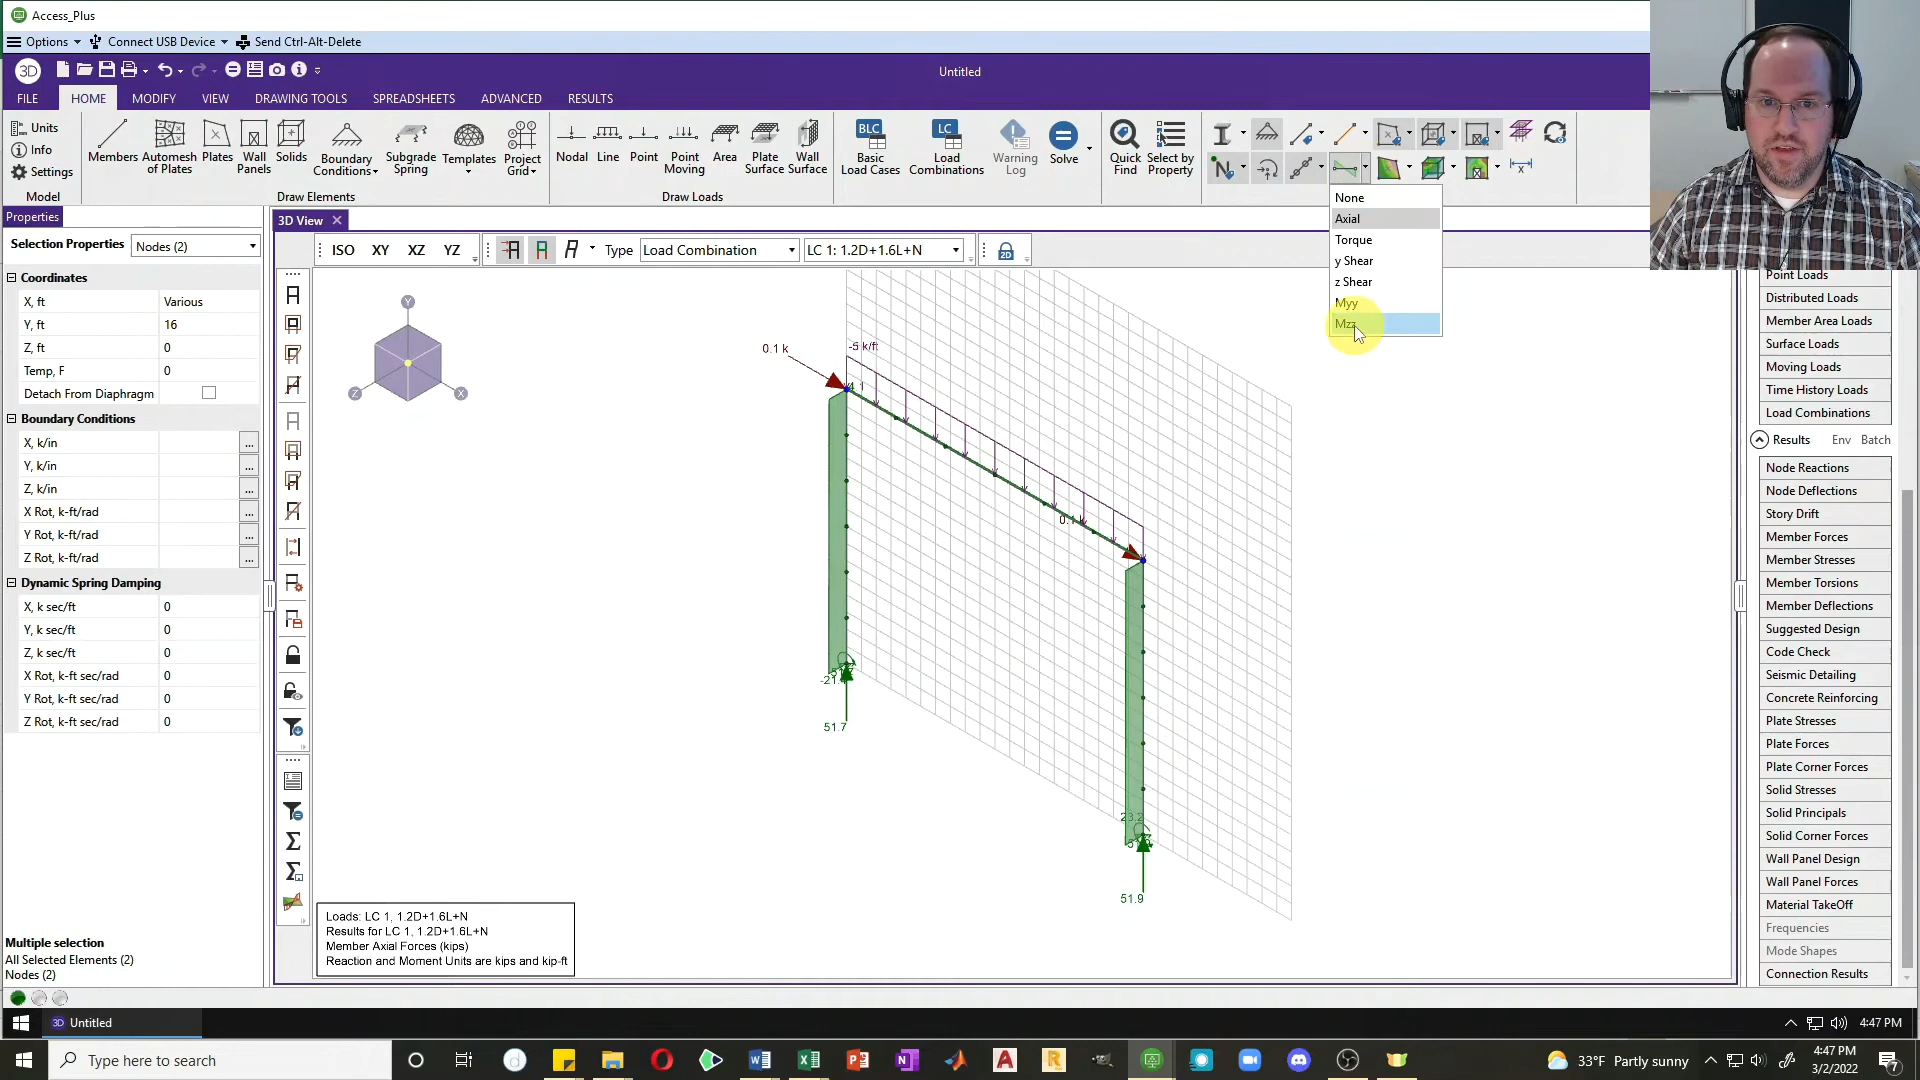 Access_Plus
Options
Connect USB Device
Send Ctrl-Alt-Delete
3D
Untitled
FILE
HOME
MODIFY
VIEW
DRAWING TOOLS
SPREADSHEETS
ADVANCED
RESULTS
Units
Info
Settings
Model
Members
Automesh of Plates
Plates
Wall Panels
Solids
Boundary Conditions
Subgrade Spring
Templates
Project Grid
Draw Elements
Nodal
Line
Point
Point Moving
Area
Plate Surface
Wall Surface
Draw Loads
BLC
Basic Load Cases
LC
Load Combinations
Warning Log
Solve
Quick Find
Select by Property
None
Axial
Torque
y Shear
z Shear
Myy
Mzz
Properties
Selection Properties
Nodes (2)
Coordinates
X, ft Various
Y, ft 16
Z, ft 0
Temp, F 0
Detach From Diaphragm
Boundary Conditions
X, k/in ...
Y, k/in ...
Z, k/in ...
X Rot, k-ft/rad ...
Y Rot, k-ft/rad ...
Z Rot, k-ft/rad ...
Dynamic Spring Damping
X, k sec/ft 0
Y, k sec/ft 0
Z, k sec/ft 0
X Rot, k-ft sec/rad 0
Y Rot, k-ft sec/rad 0
Z Rot, k-ft sec/rad 0
Multiple selection
All Selected Elements (2)
Nodes (2)
3D View
ISO XY XZ YZ
Type
Load Combination
LC 1: 1.2D+1.6L+N
2D
Y
Z
X
0.1 k
-5 k/ft
0.1 k
51.7
23.2
51.9
Loads: LC 1, 1.2D+1.6L+N
Results for LC 1, 1.2D+1.6L+N
Member Axial Forces (kips)
Reaction and Moment Units are kips and kip-ft
Point Loads
Distributed Loads
Member Area Loads
Surface Loads
Moving Loads
Time History Loads
Load Combinations
Results Env Batch
Node Reactions
Node Deflections
Story Drift
Member Forces
Member Stresses
Member Torsions
Member Deflections
Suggested Design
Code Check
Seismic Detailing
Concrete Reinforcing
Plate Stresses
Plate Forces
Plate Corner Forces
Solid Stresses
Solid Principals
Solid Corner Forces
Wall Panel Design
Wall Panel Forces
Material TakeOff
Frequencies
Mode Shapes
Connection Results
3D Untitled
4:47 PM
Type here to search
33°F Partly sunny
4:47 PM
3/2/2022
7